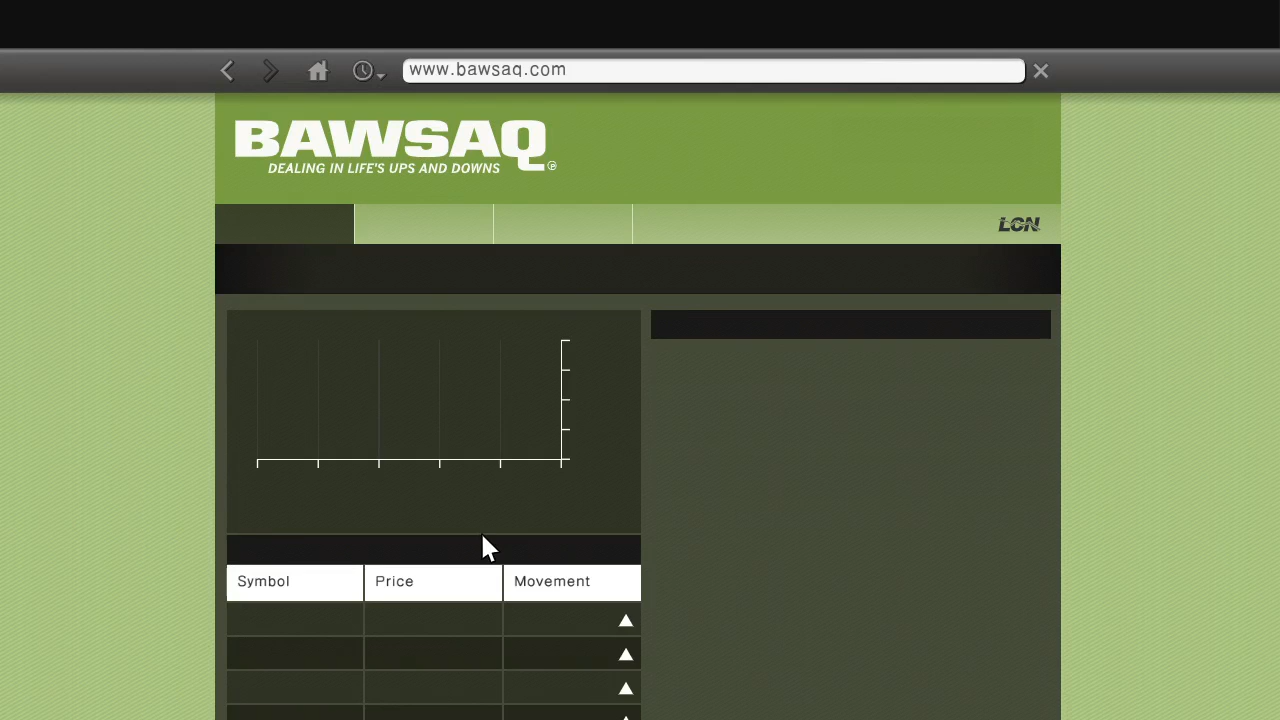 www.bawsaq.com
BAWSAQ
DEALING IN LIFE'S UPS AND DOWNS
LCN
Symbol Price Movement